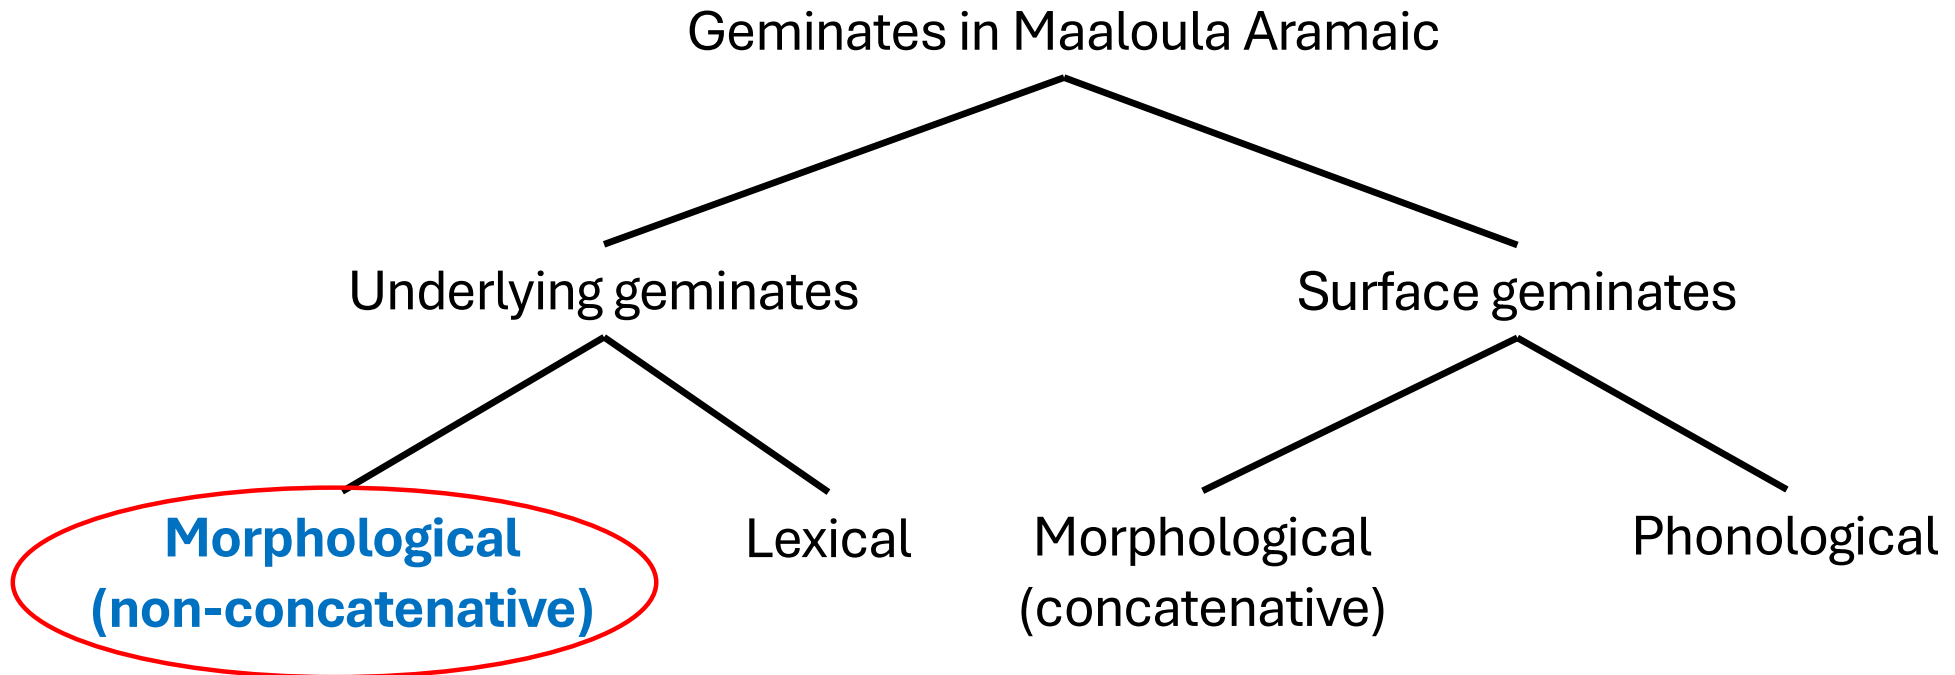 Geminates in Maaloula Aramaic
Underlying geminates
Surface geminates
Morphological
(non-concatenative)
Lexical
Morphological
(concatenative)
Phonological